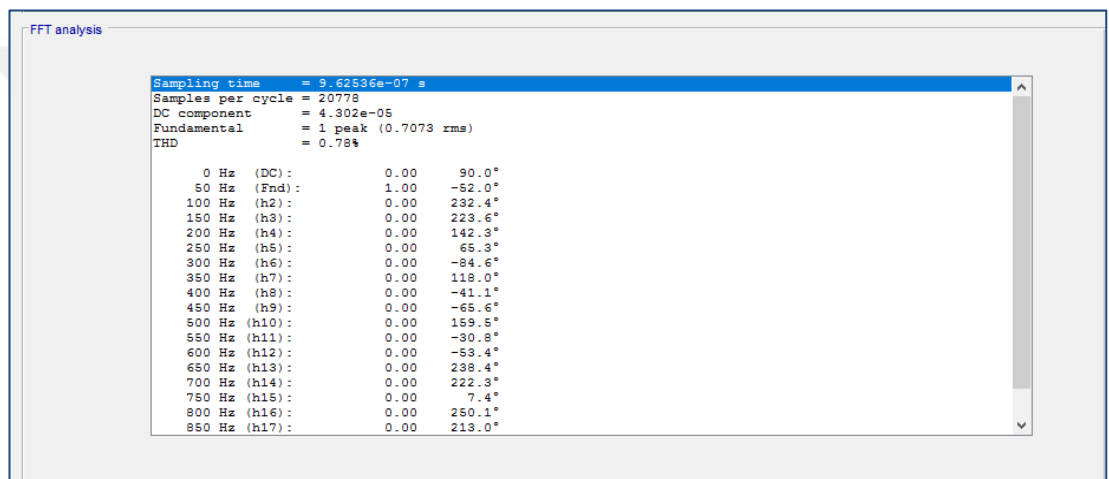 FFT analysis
Sampling time = 9.62536e-07 s
Samples per cycle = 20778
DC component = 4.302e-05
Fundamental = 1 peak (0.7073 rms)
THD = 0.78%
0 Hz (DC): 0.00 90.0°
50 Hz (Fnd): 1.00 -52.0°
100 Hz (h2): 0.00 232.4°
150 Hz (h3): 0.00 223.6°
200 Hz (h4): 0.00 142.3°
250 Hz (h5): 0.00 65.3°
300 Hz (h6): 0.00 -84.6°
350 Hz (h7): 0.00 118.0°
400 Hz (h8): 0.00 -41.1°
450 Hz (h9): 0.00 -65.6°
500 Hz (h10): 0.00 159.5°
550 Hz (h11): 0.00 -30.8°
600 Hz (h12): 0.00 -53.4°
650 Hz (h13): 0.00 238.4°
700 Hz (h14): 0.00 222.3°
750 Hz (h15): 0.00 7.4°
800 Hz (h16): 0.00 250.1°
850 Hz (h17): 0.00 213.0°